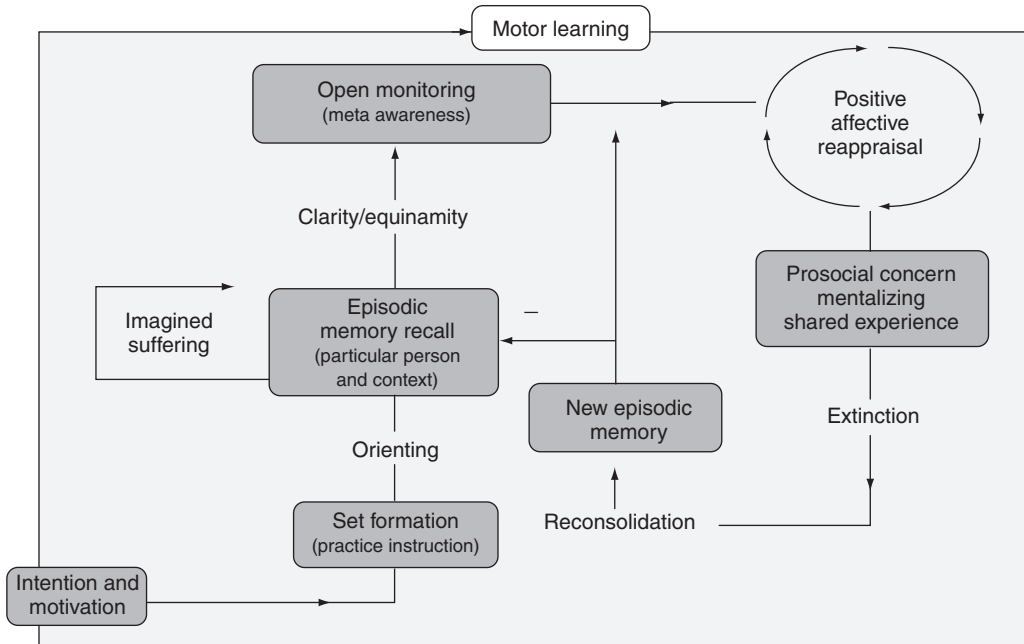 Motor learning
Open monitoring
(meta awareness)
Positive
affective
reappraisal
Clarity/equinamity
Prosocial concern
mentalizing
shared experience
Imagined
suffering
Episodic
memory recall
(particular person
and context)
–
New episodic
memory
Extinction
Orienting
Set formation
(practice instruction)
Reconsolidation
Intention and
motivation